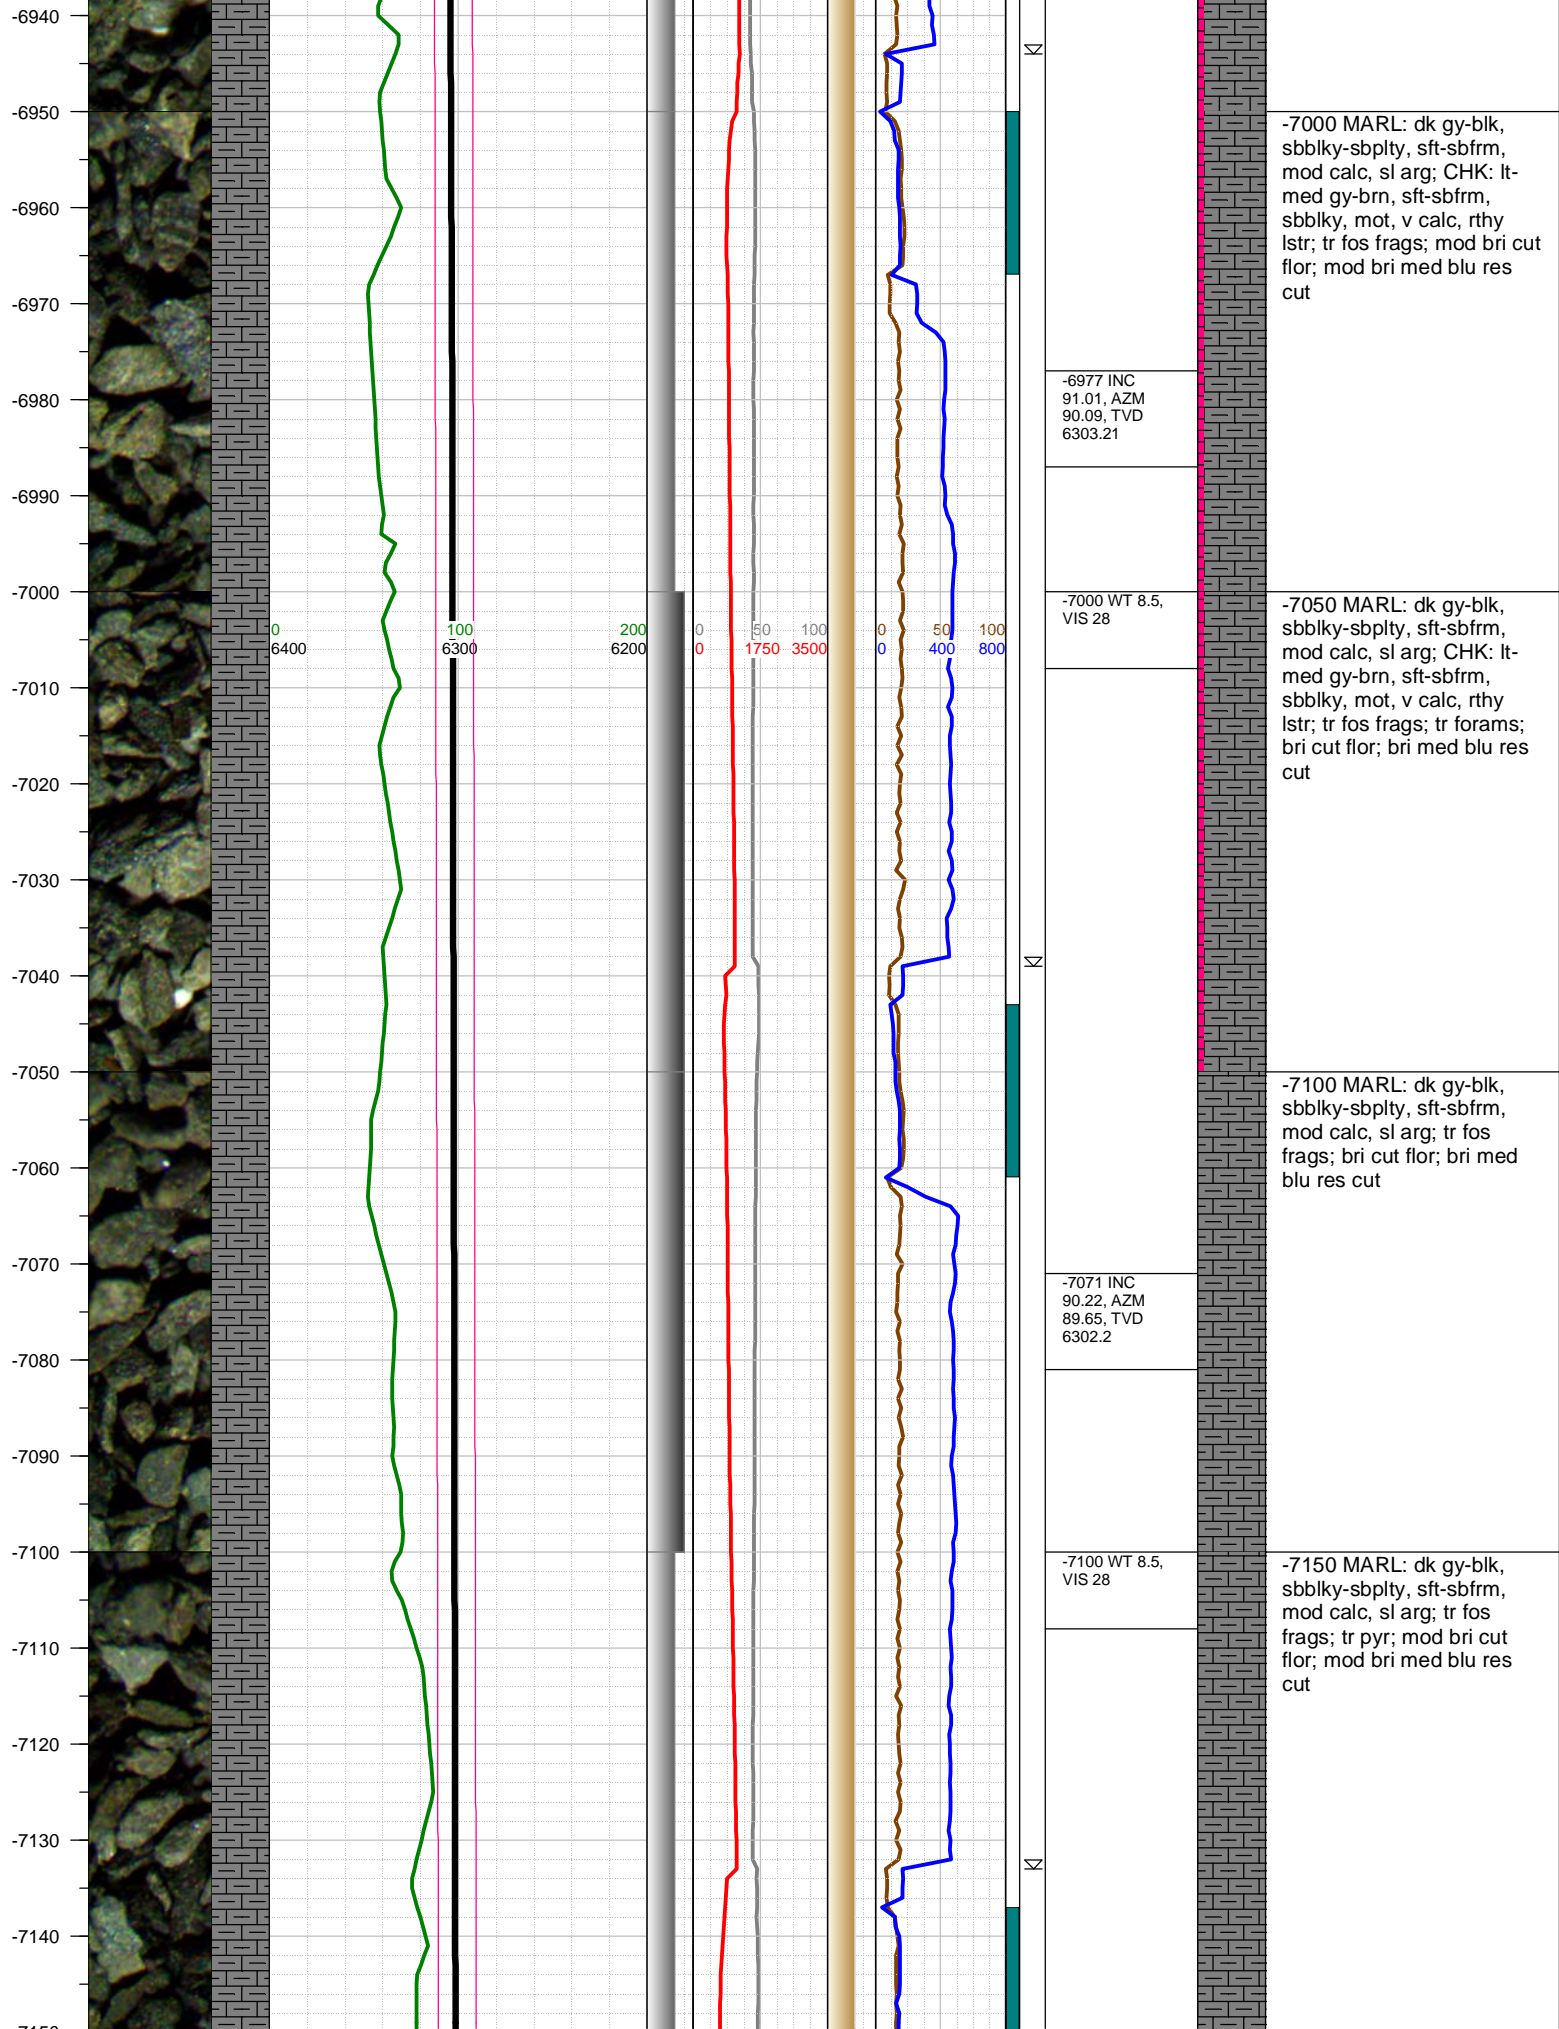 -6940
-6950
-6960
-6970
-6980
-6990
-7000
-7010
-7020
-7030
-7040
-7050
-7060
-7070
-7080
-7090
-7100
-7110
-7120
-7130
-7140
0 100 200
6400 6300 6200
0 50 100
0 1750 3500
0 50 100
0 400 800
-6977 INC
91.01, AZM
90.09, TVD
6303.21
-7000 WT 8.5,
VIS 28
-7071 INC
90.22, AZM
89.65, TVD
6302.2
-7100 WT 8.5,
VIS 28
-7000 MARL: dk gy-blk,
sbblky-sbplty, sft-sbfrm,
mod calc, sl arg; CHK: lt-
med gy-brn, sft-sbfrm,
sbblky, mot, v calc, rthy
lstr; tr fos frags; mod bri cut
flor; mod bri med blu res
cut
-7050 MARL: dk gy-blk,
sbblky-sbplty, sft-sbfrm,
mod calc, sl arg; CHK: lt-
med gy-brn, sft-sbfrm,
sbblky, mot, v calc, rthy
lstr; tr fos frags; tr forams;
bri cut flor; bri med blu res
cut
-7100 MARL: dk gy-blk,
sbblky-sbplty, sft-sbfrm,
mod calc, sl arg; tr fos
frags; bri cut flor; bri med
blu res cut
-7150 MARL: dk gy-blk,
sbblky-sbplty, sft-sbfrm,
mod calc, sl arg; tr fos
frags; tr pyr; mod bri cut
flor; mod bri med blu res
cut